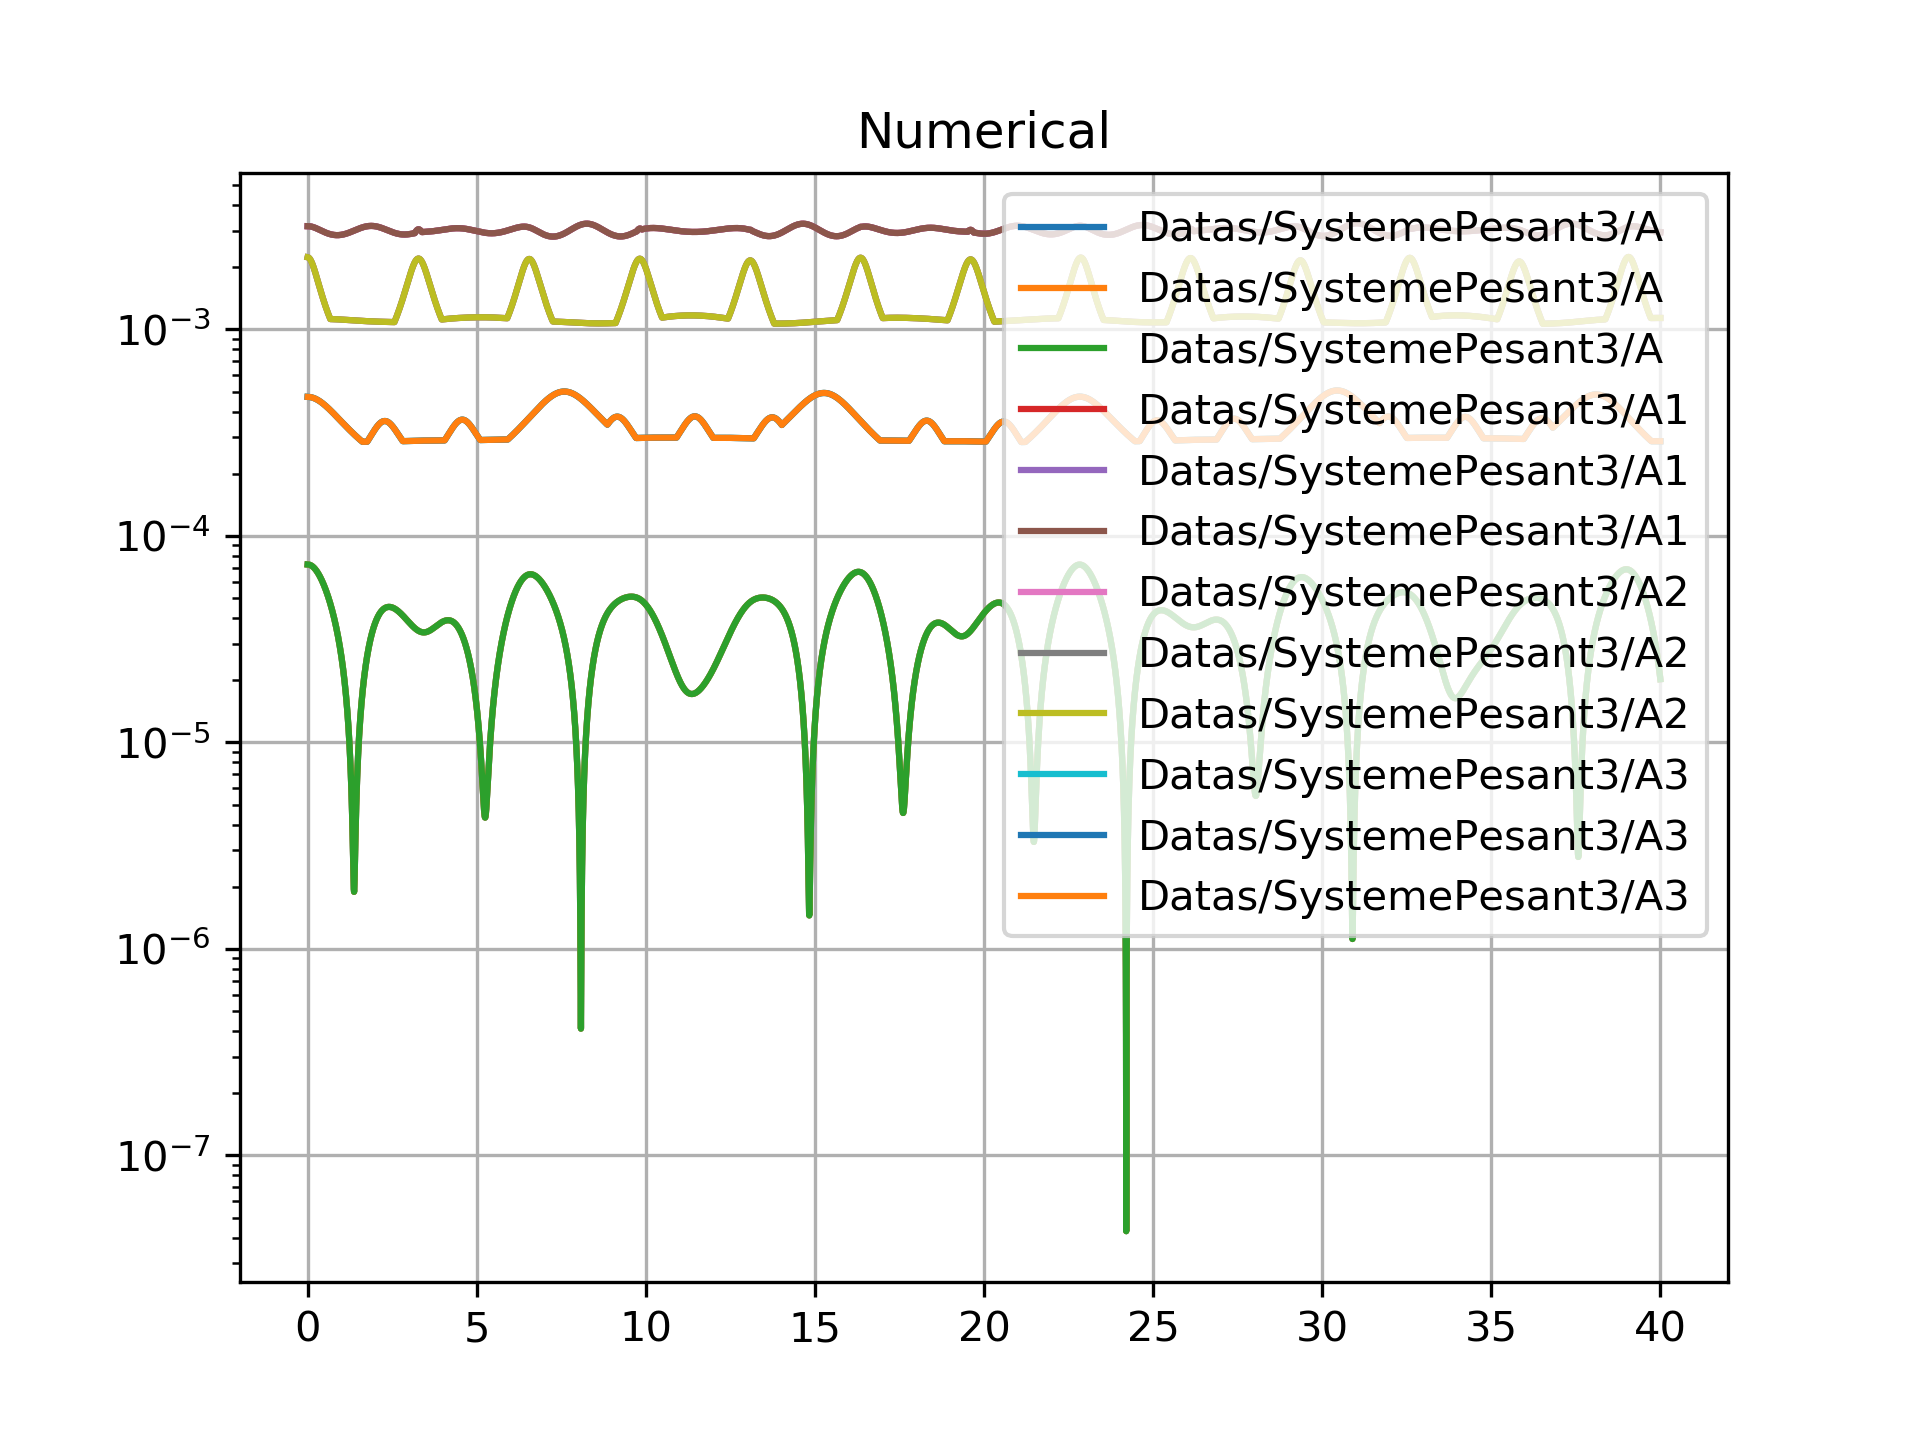 Numerical
Datas/SystemePesant3/A
Datas/SystemePesant3/A
Datas/SystemePesant3/A
Datas/SystemePesant3/A1
Datas/SystemePesant3/A1
Datas/SystemePesant3/A1
Datas/SystemePesant3/A2
Datas/SystemePesant3/A2
Datas/SystemePesant3/A2
Datas/SystemePesant3/A3
Datas/SystemePesant3/A3
Datas/SystemePesant3/A3
10⁻³
10⁻⁴
10⁻⁵
10⁻⁶
10⁻⁷
0 5 10 15 20 25 30 35 40